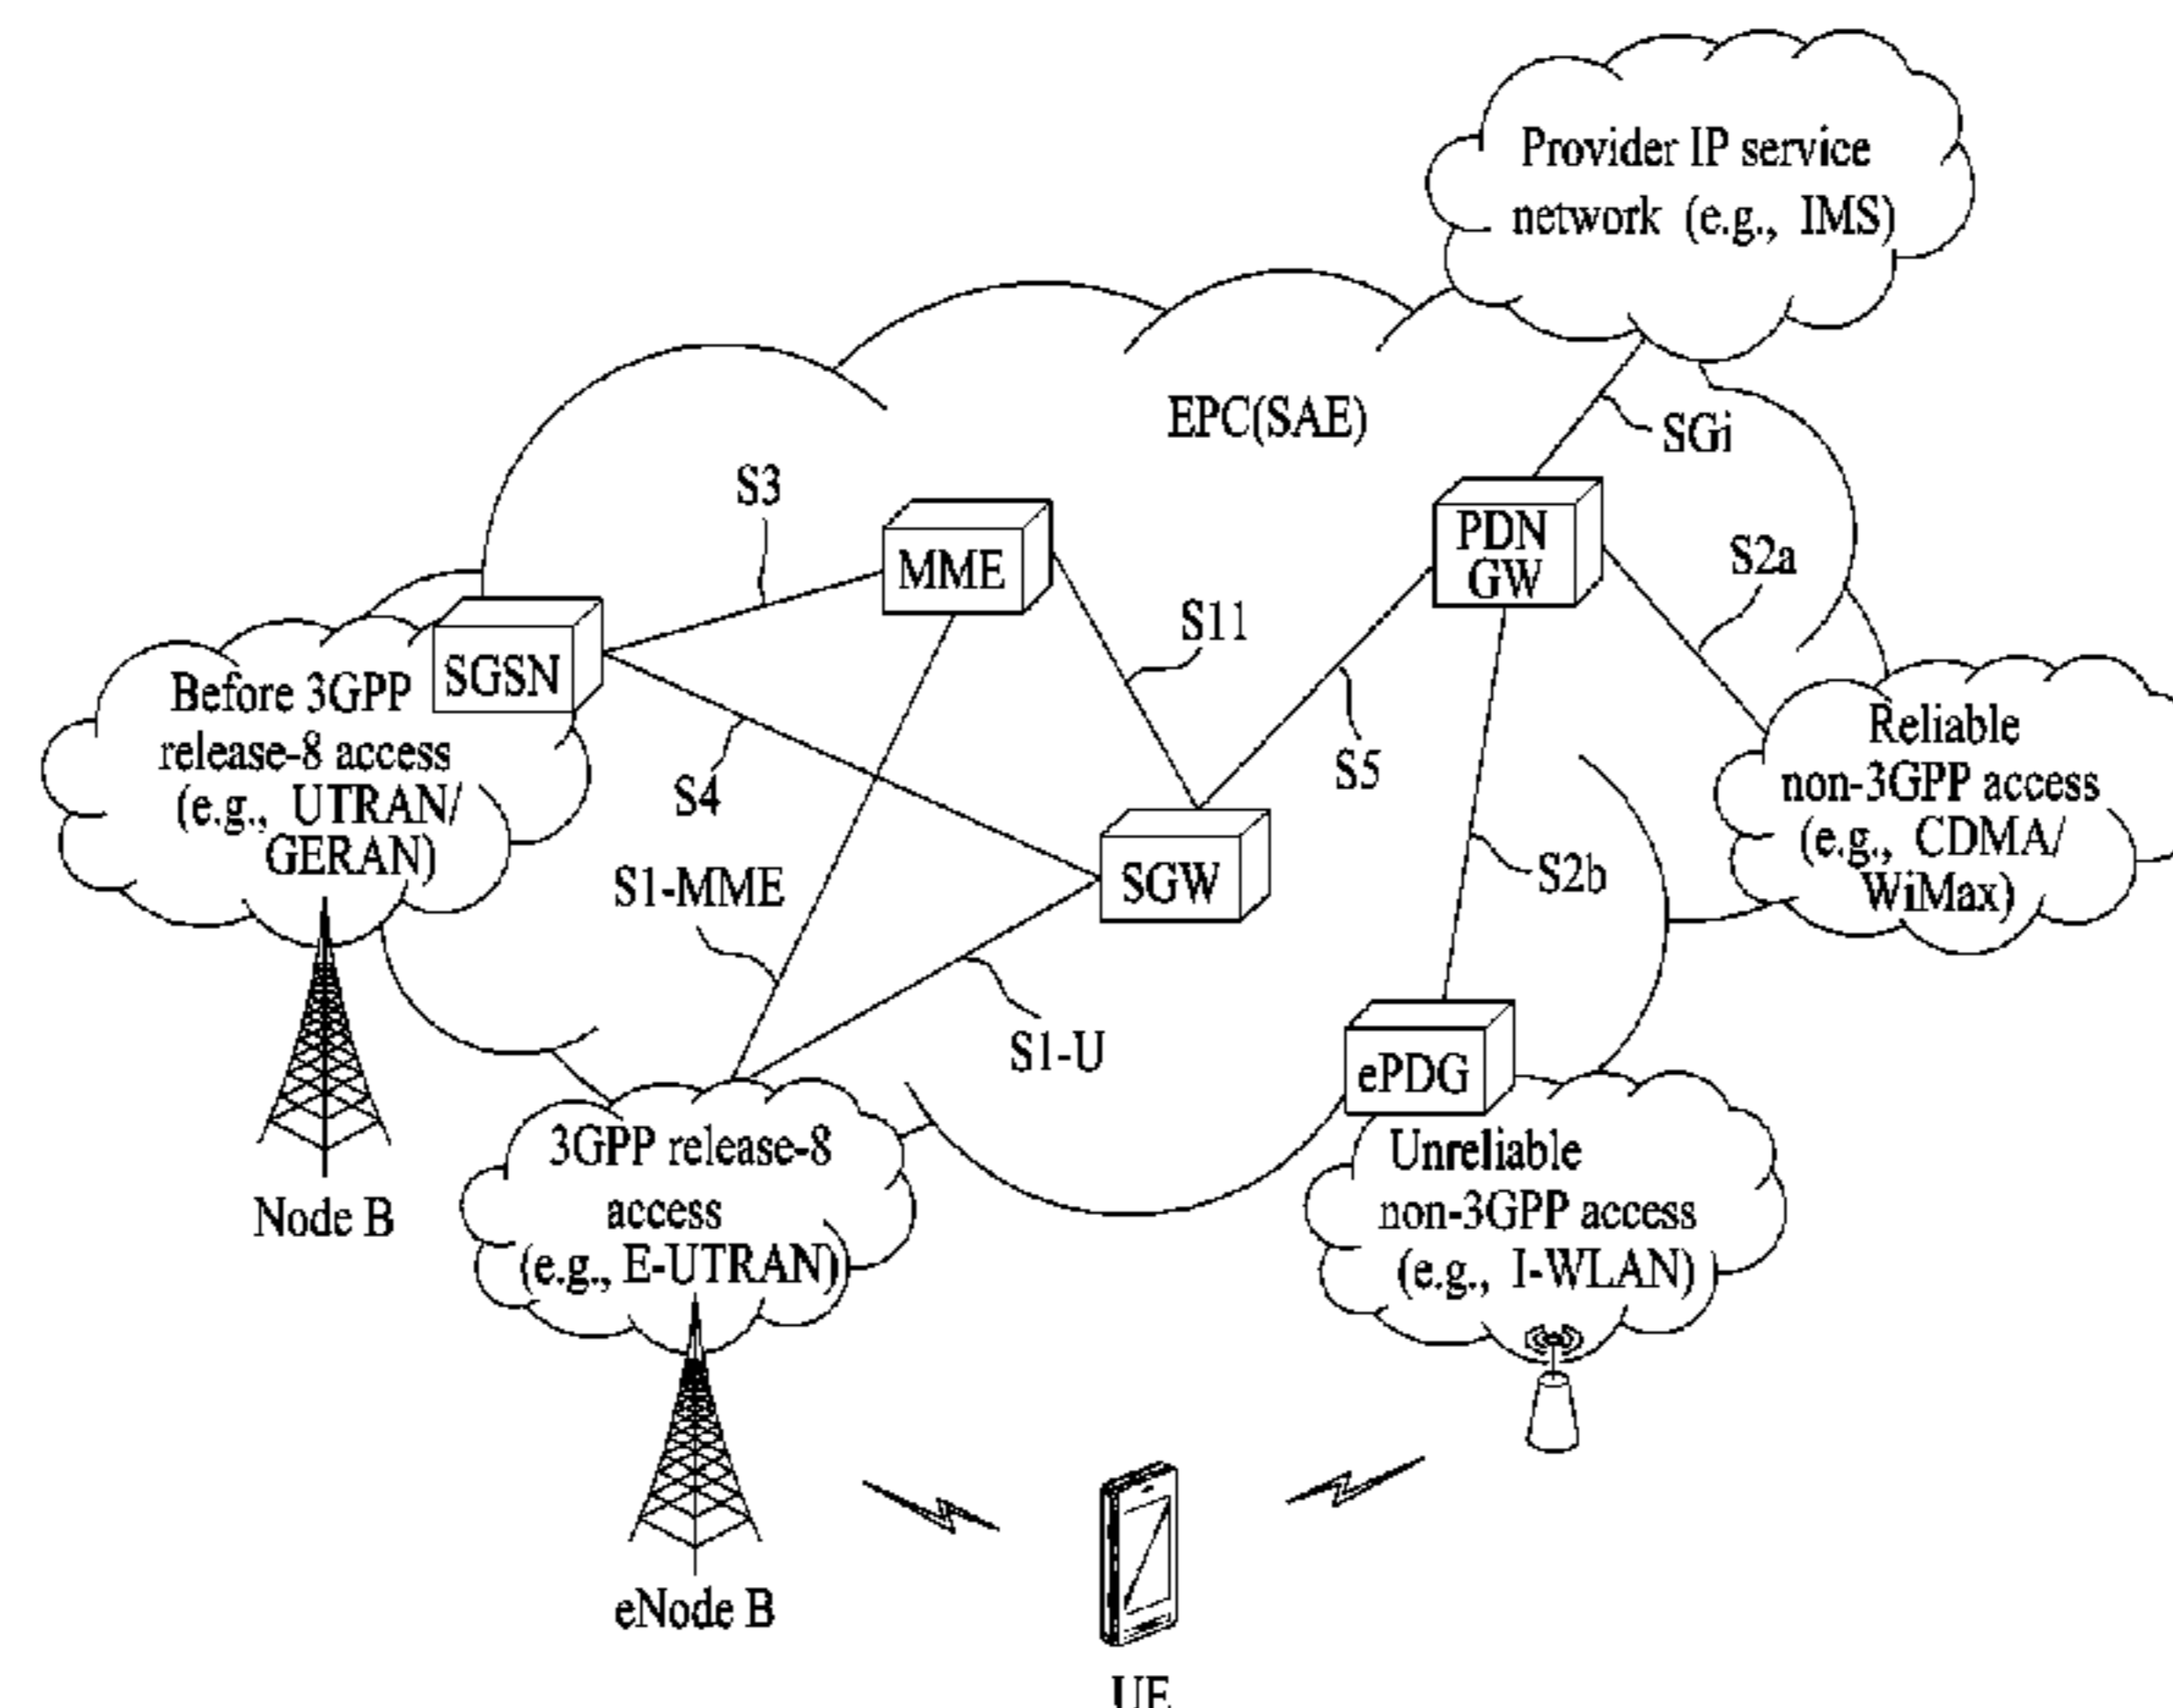 Provider IP service
network (e.g., IMS)
EPC(SAE)
SGi
S3
MME
PDN
GW
S2a
S11
SGSN
Before 3GPP
release-8 access
(e.g., UTRAN/
GERAN)
S4
S5
Reliable
non-3GPP access
(e.g., CDMA/
WiMax)
S1-MME
SGW
S2b
S1-U
ePDG
Node B
3GPP release-8
access
(e.g., E-UTRAN)
Unreliable
non-3GPP access
(e.g., I-WLAN)
eNode B
UE